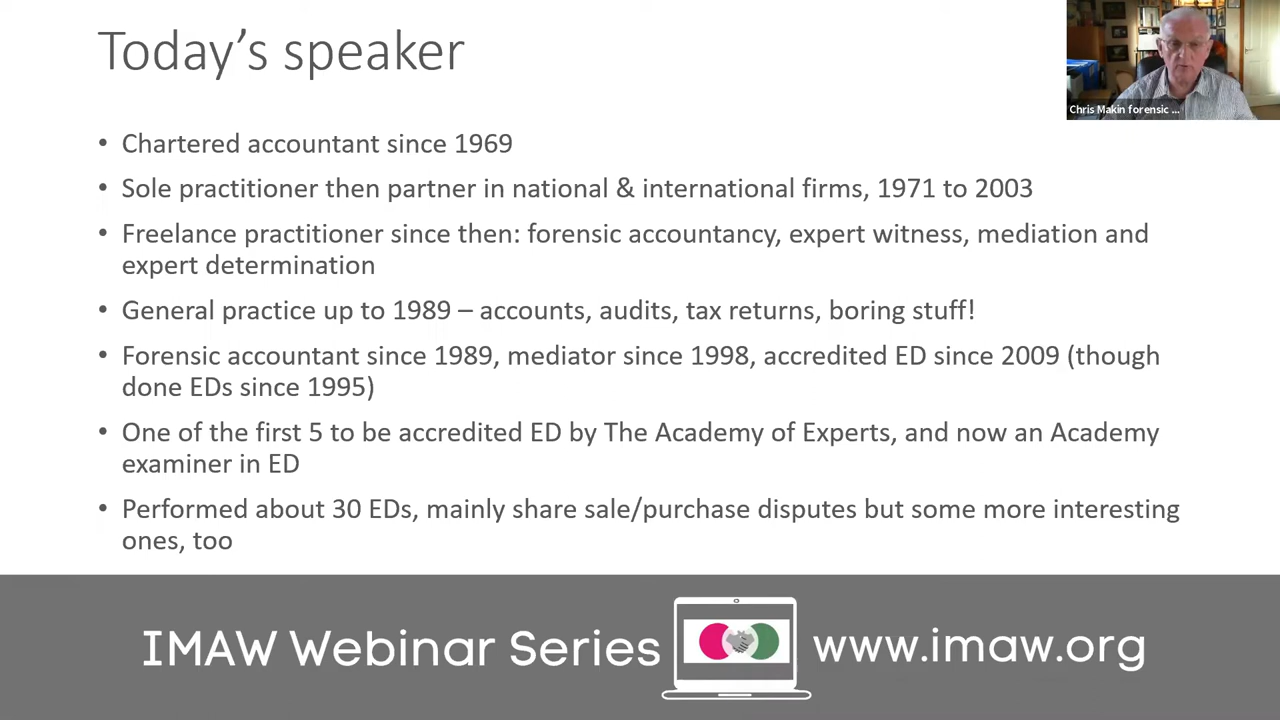 Today's speaker
Chris Makin forensic ...
• Chartered accountant since 1969
• Sole practitioner then partner in national & international firms, 1971 to 2003
• Freelance practitioner since then: forensic accountancy, expert witness, mediation and
expert determination
• General practice up to 1989 – accounts, audits, tax returns, boring stuff!
• Forensic accountant since 1989, mediator since 1998, accredited ED since 2009 (though
done EDs since 1995)
• One of the first 5 to be accredited ED by The Academy of Experts, and now an Academy
examiner in ED
• Performed about 30 EDs, mainly share sale/purchase disputes but some more interesting
ones, too
IMAW Webinar Series www.imaw.org